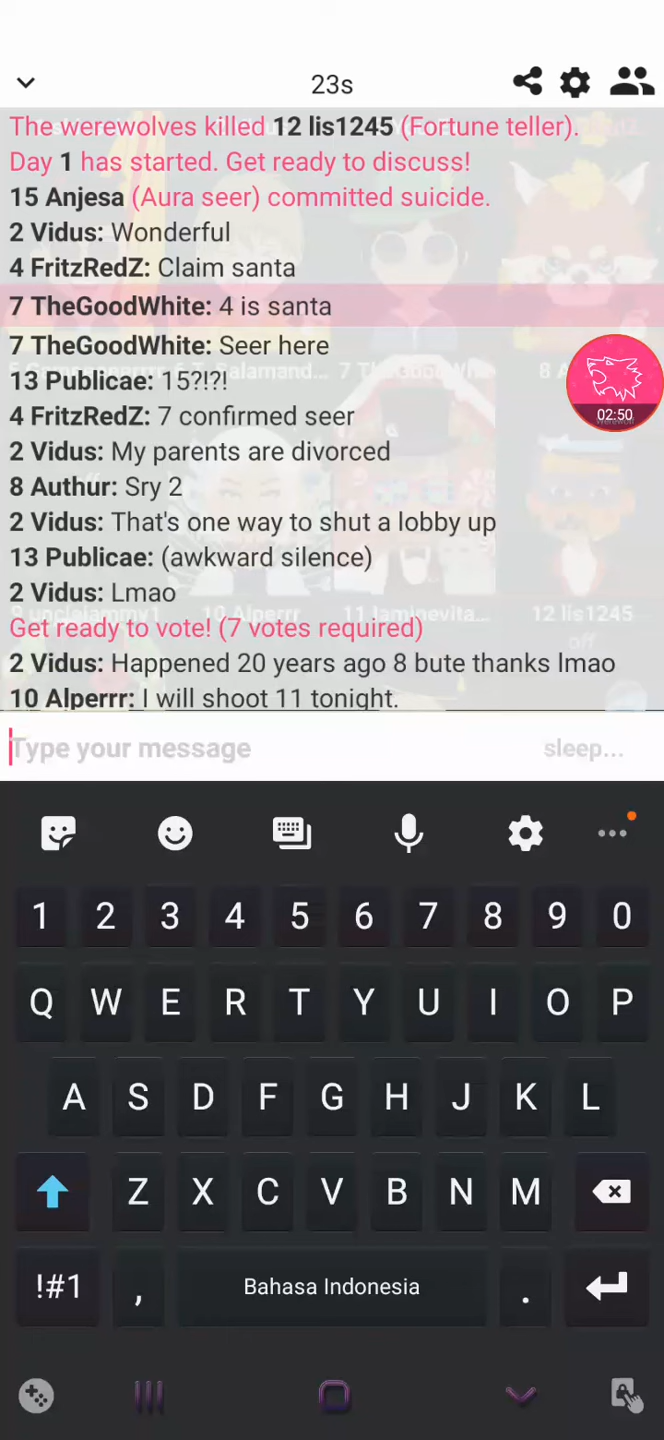 23s
The werewolves killed 12 lis1245 (Fortune teller).
Day 1 has started. Get ready to discuss!
15 Anjesa (Aura seer) committed suicide.
2 Vidus: Wonderful
4 FritzRedZ: Claim santa
7 TheGoodWhite: 4 is santa
7 TheGoodWhite: Seer here
13 Publicae: 15?!?!
4 FritzRedZ: 7 confirmed seer
02:50
2 Vidus: My parents are divorced
8 Authur: Sry 2
2 Vidus: That's one way to shut a lobby up
13 Publicae: (awkward silence)
2 Vidus: Lmao
10 Alperrr
12 lis1245
Get ready to vote! (7 votes required)
2 Vidus: Happened 20 years ago 8 bute thanks lmao
10 Alperrr: I will shoot 11 tonight.
Type your message sleep...
1 2 3 4 5 6 7 8 9 0
Q W E R T Y U I O P
A S D F G H J K L
Z X C V B N M
!#1 , Bahasa Indonesia .